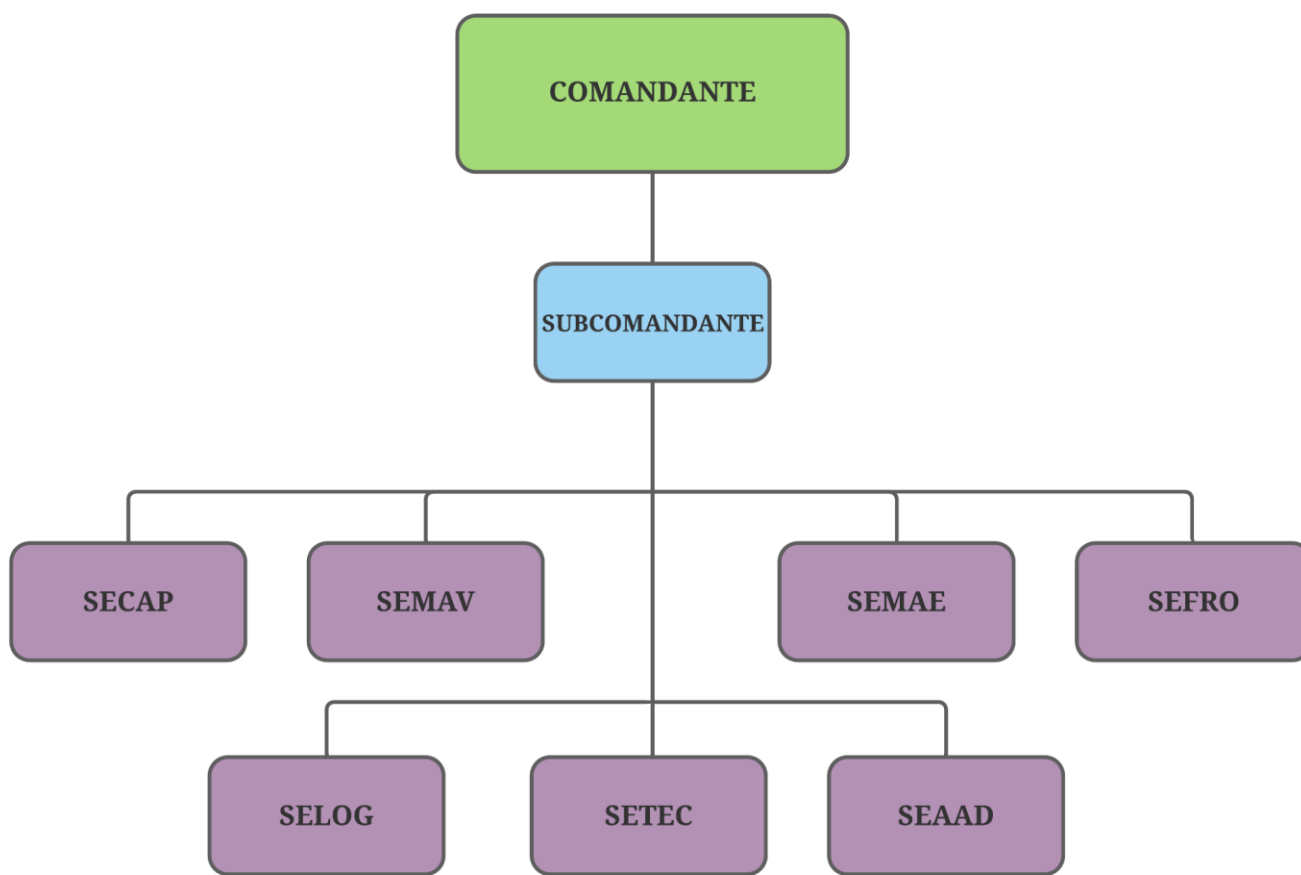 COMANDANTE
SUBCOMANDANTE
SECAP
SEMAV
SEMAE
SEFRO
SELOG
SETEC
SEAAD